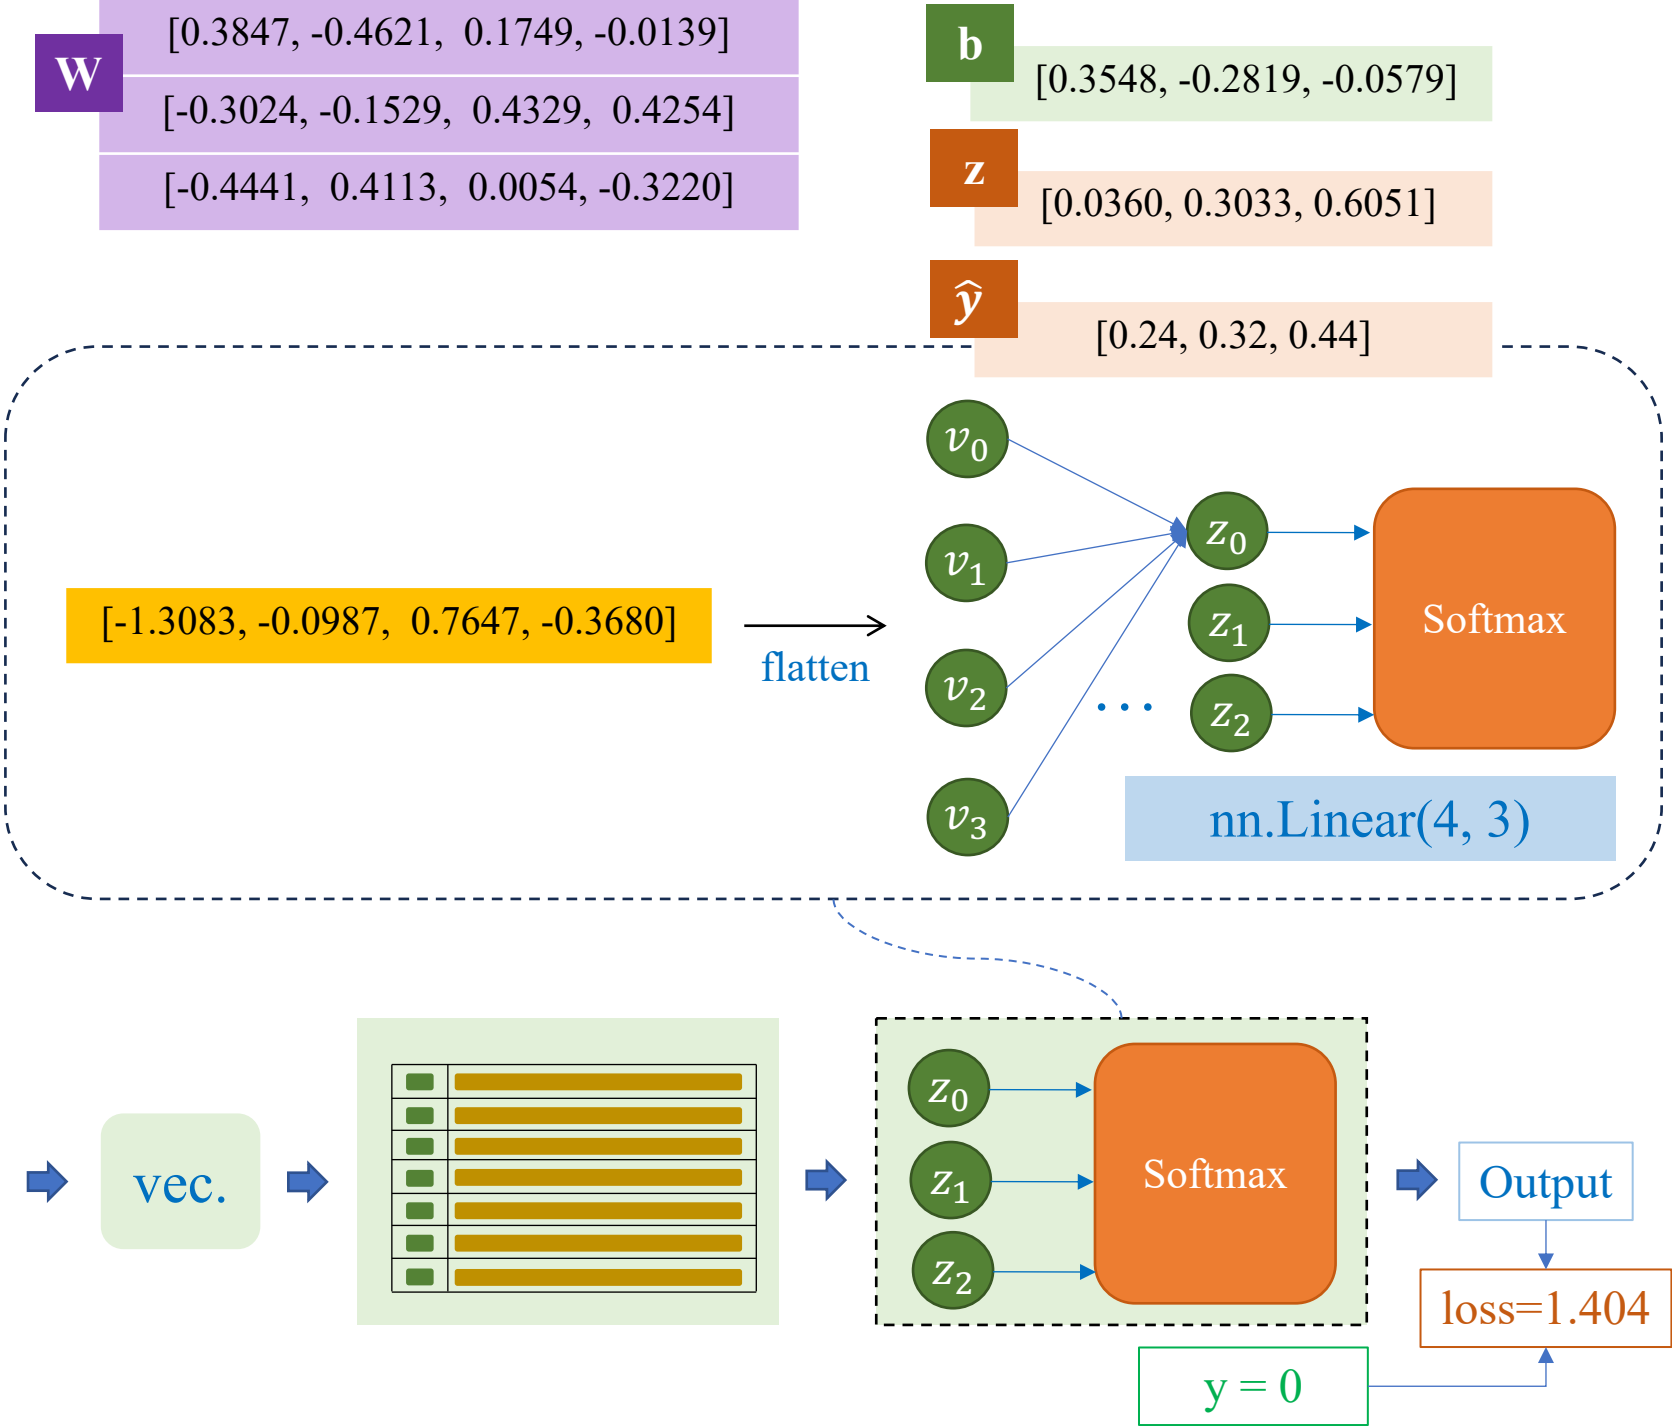 W
[0.3847, -0.4621, 0.1749, -0.0139]
[-0.3024, -0.1529, 0.4329, 0.4254]
[-0.4441, 0.4113, 0.0054, -0.3220]
b
[0.3548, -0.2819, -0.0579]
z
[0.0360, 0.3033, 0.6051]
ŷ
[0.24, 0.32, 0.44]
[-1.3083, -0.0987, 0.7647, -0.3680]
flatten
v₀
v₁
v₂
v₃
...
z₀
z₁
z₂
Softmax
nn.Linear(4, 3)
vec.
z₀
z₁
z₂
Softmax
Output
loss=1.404
y = 0